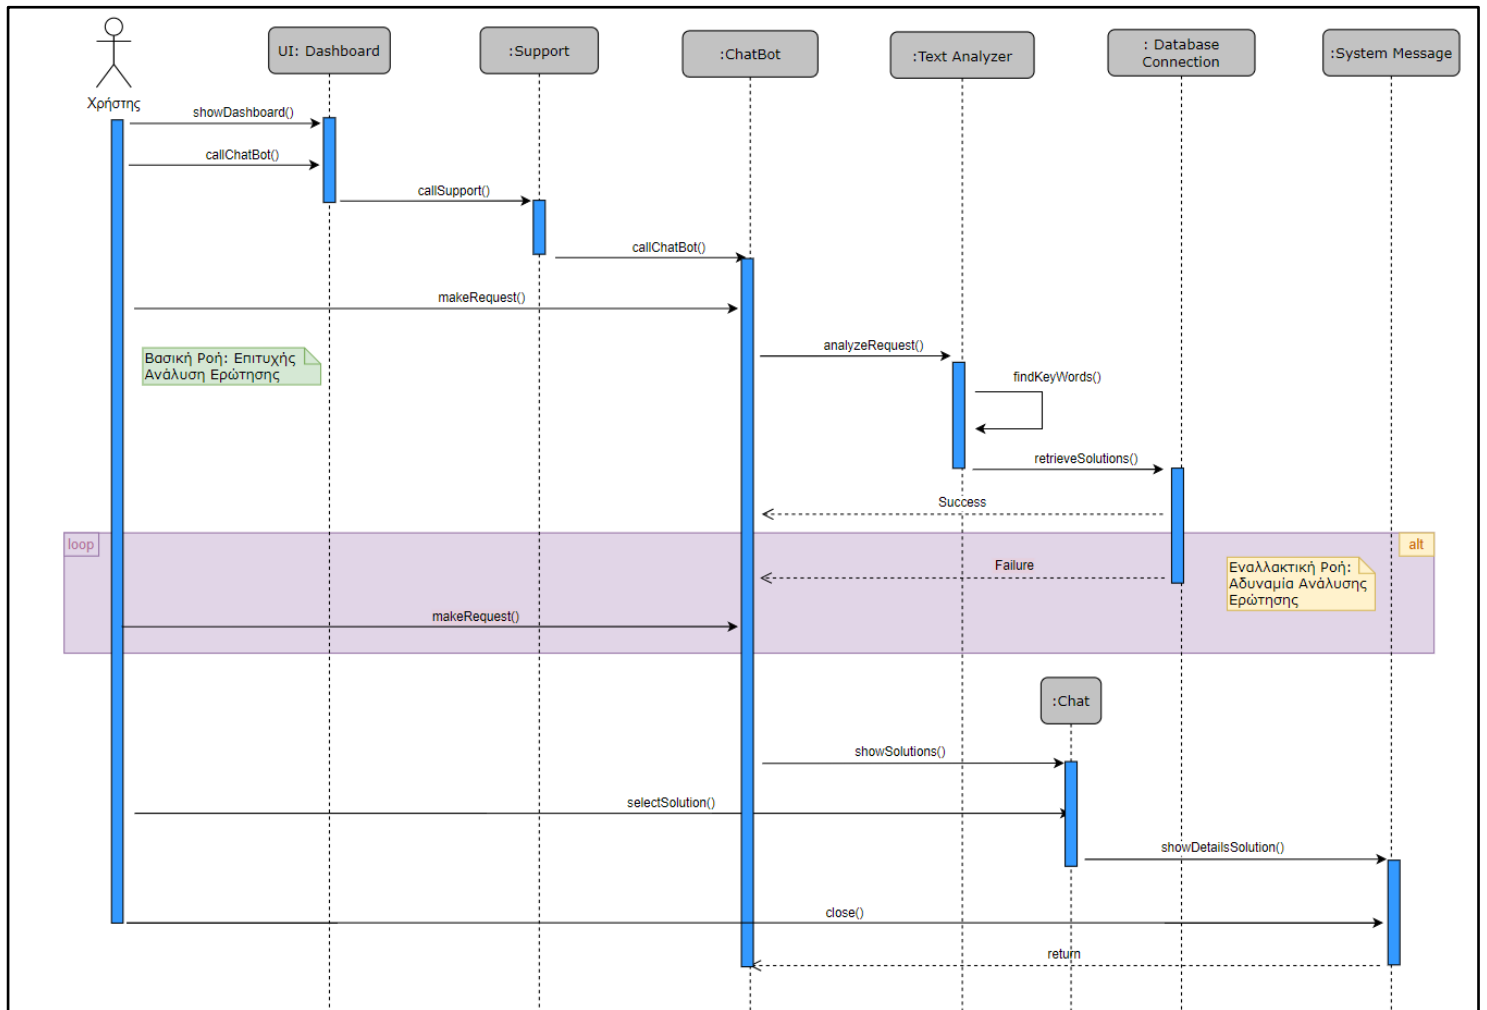 UI: Dashboard
:Support
:ChatBot
:Text Analyzer
: Database
Connection
:System Message
Χρήστης
showDashboard()
callChatBot()
callSupport()
callChatBot()
makeRequest()
Βασική Ροή: Επιτυχής
Ανάλυση Ερώτησης
analyzeRequest()
findKeyWords()
retrieveSolutions()
Success
loop
alt
Failure
Εναλλακτική Ροή:
Αδυναμία Ανάλυσης
Ερώτησης
makeRequest()
:Chat
showSolutions()
selectSolution()
showDetailsSolution()
close()
return